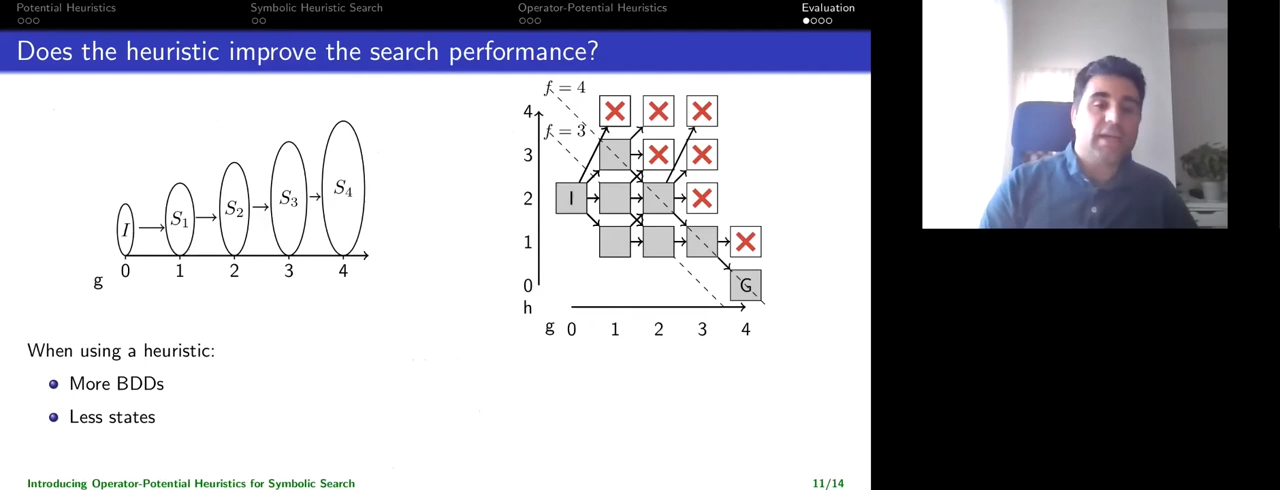 Potential Heuristics
Symbolic Heuristic Search
Operator-Potential Heuristics
Evaluation
Does the heuristic improve the search performance?
I
S1
S2
S3
S4
g
0
1
2
3
4
f = 4
f = 3
4
3
2
1
0
h
I
G
g
0
1
2
3
4
When using a heuristic:
More BDDs
Less states
Introducing Operator-Potential Heuristics for Symbolic Search
11/14